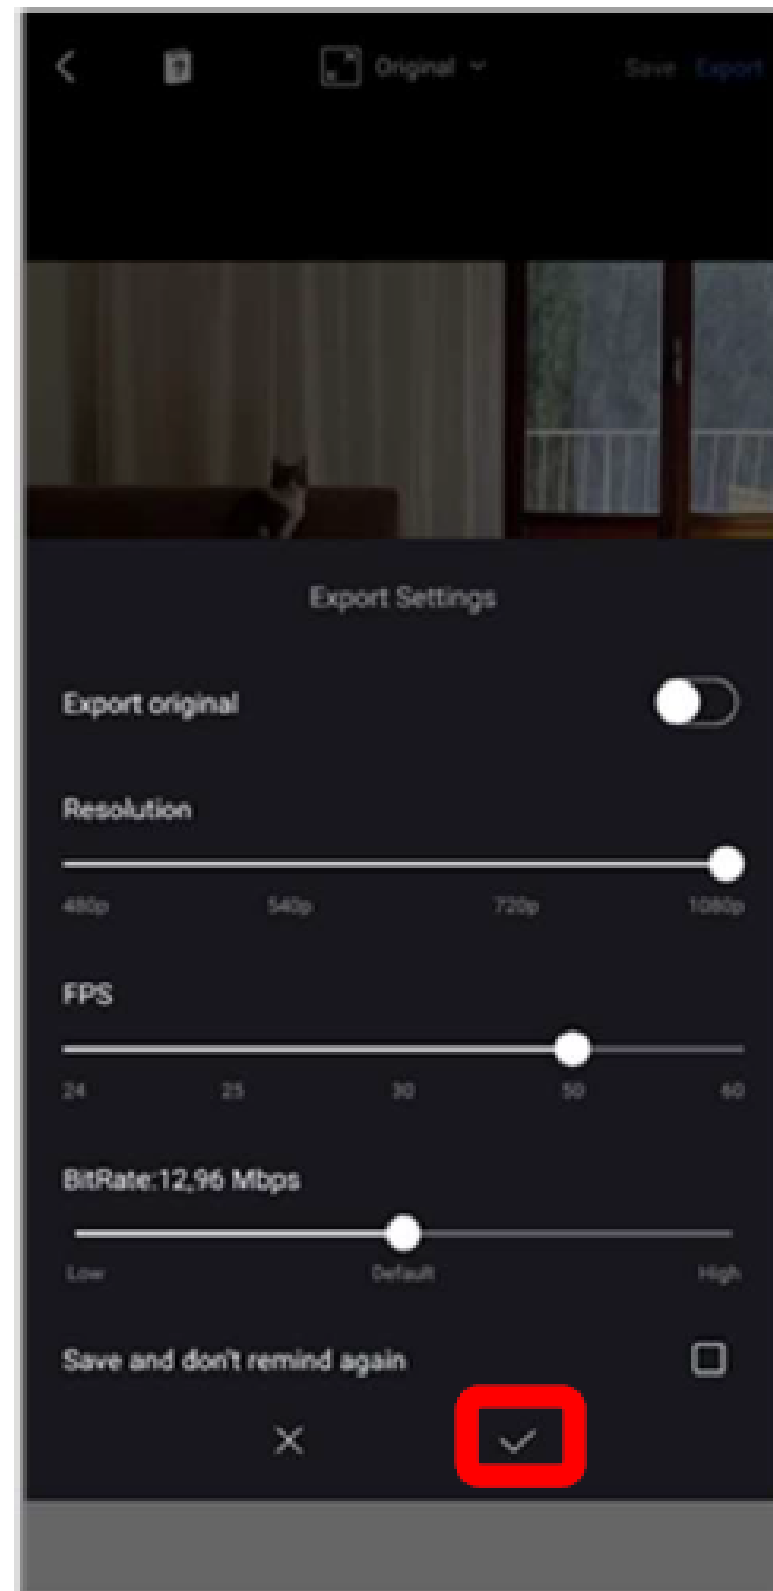 Original
Save Export
Export Settings
Export original
Resolution
480p 540p 720p 1080p
FPS
24 25 30 50 60
BitRate:12,96 Mbps
Low Default High
Save and don't remind again